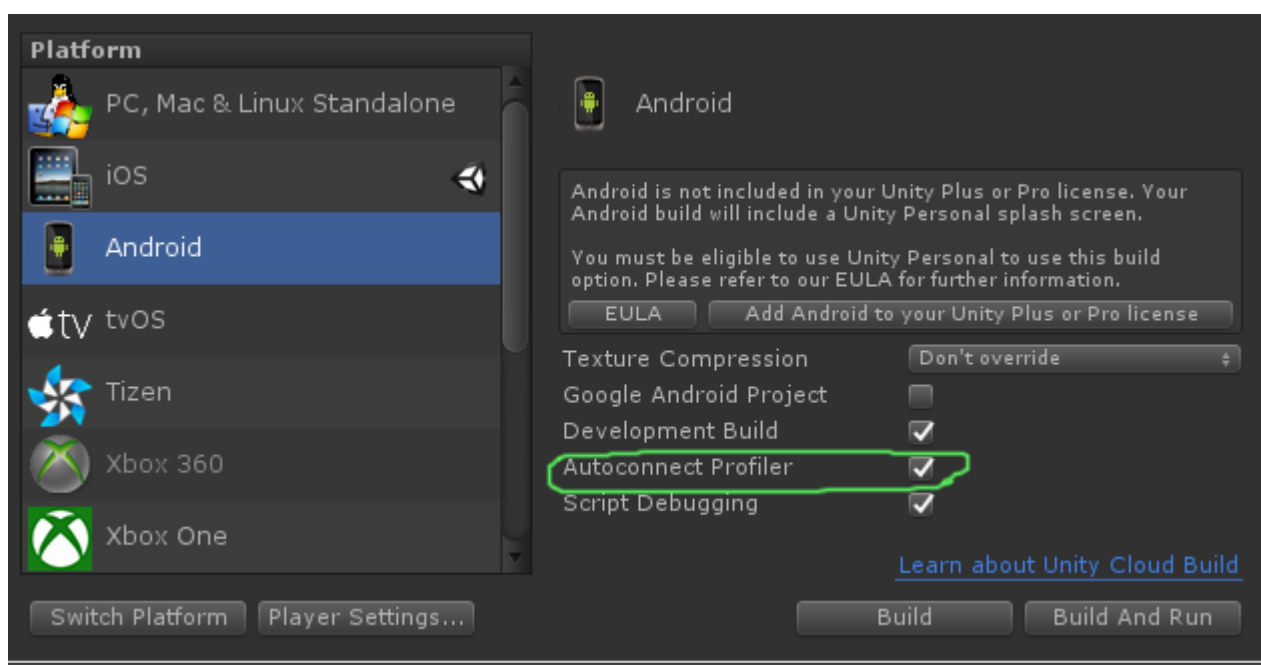 Platform
PC, Mac & Linux Standalone
iOS
Android
tv tvOS
Tizen
Xbox 360
Xbox One
Switch Platform
Player Settings...
Android
Android is not included in your Unity Plus or Pro license. Your
Android build will include a Unity Personal splash screen.
You must be eligible to use Unity Personal to use this build
option. Please refer to our EULA for further information.
EULA
Add Android to your Unity Plus or Pro license
Texture Compression Don't override
Google Android Project
Development Build
Autoconnect Profiler
Script Debugging
Learn about Unity Cloud Build
Build
Build And Run